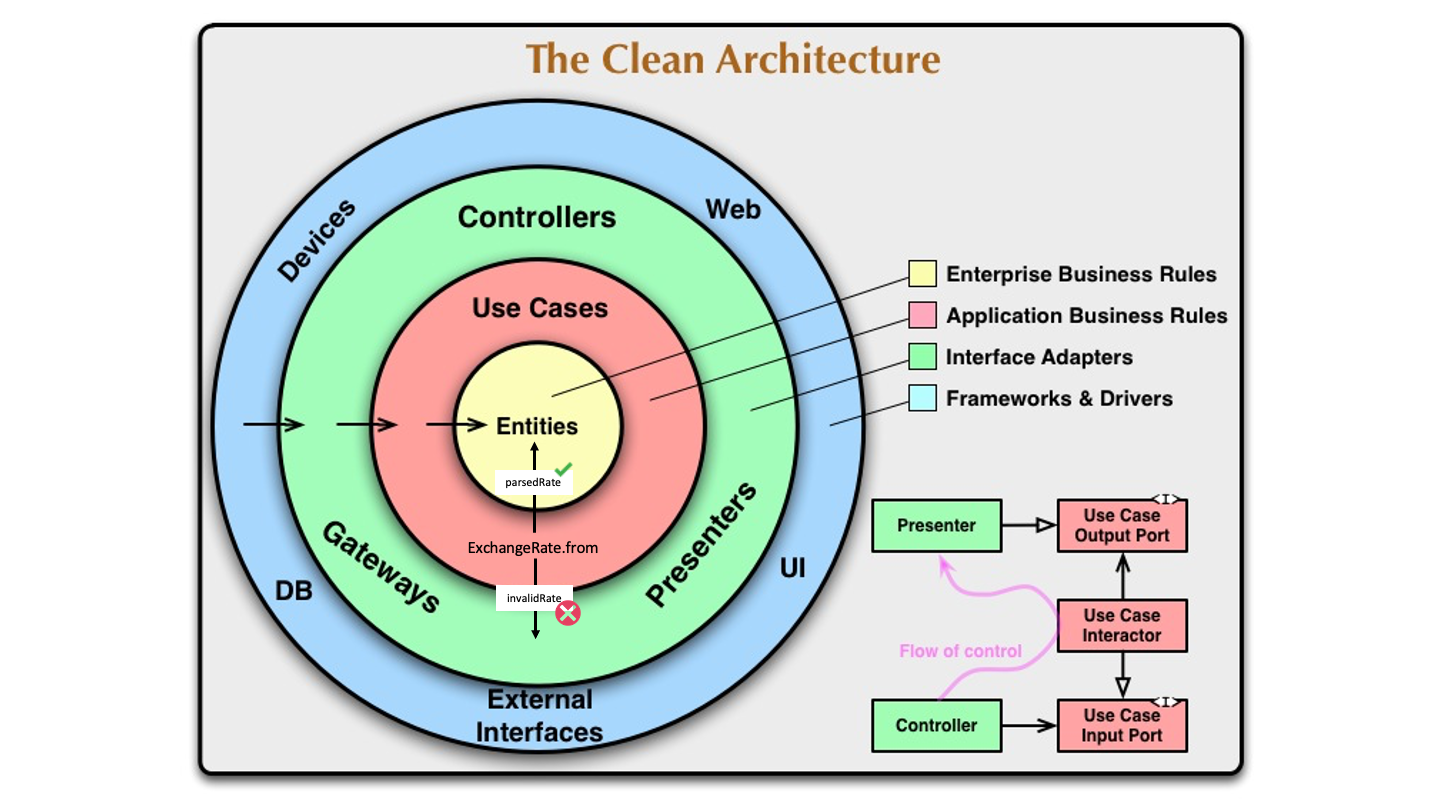 The Clean Architecture
Devices
Web
Controllers
Use Cases
Entities
parsedRate
ExchangeRate.from
invalidRate
Gateways
Presenters
DB
UI
External
Interfaces
Enterprise Business Rules
Application Business Rules
Interface Adapters
Frameworks & Drivers
Presenter
<I>
Use Case
Output Port
Use Case
Interactor
Flow of control
Controller
<I>
Use Case
Input Port